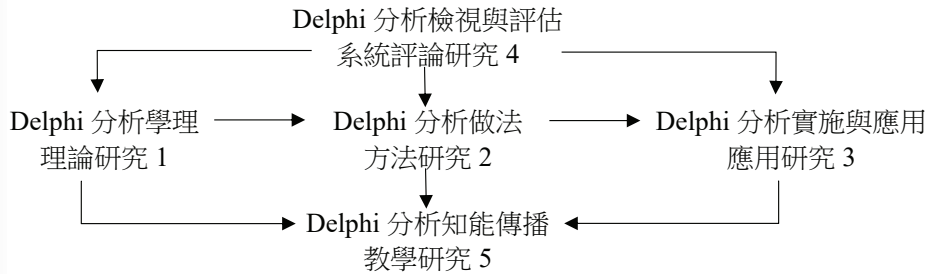 Delphi 分析檢視與評估
系統評論研究 4
Delphi 分析學理
理論研究 1
Delphi 分析做法
方法研究 2
Delphi 分析實施與應用
應用研究 3
Delphi 分析知能傳播
教學研究 5